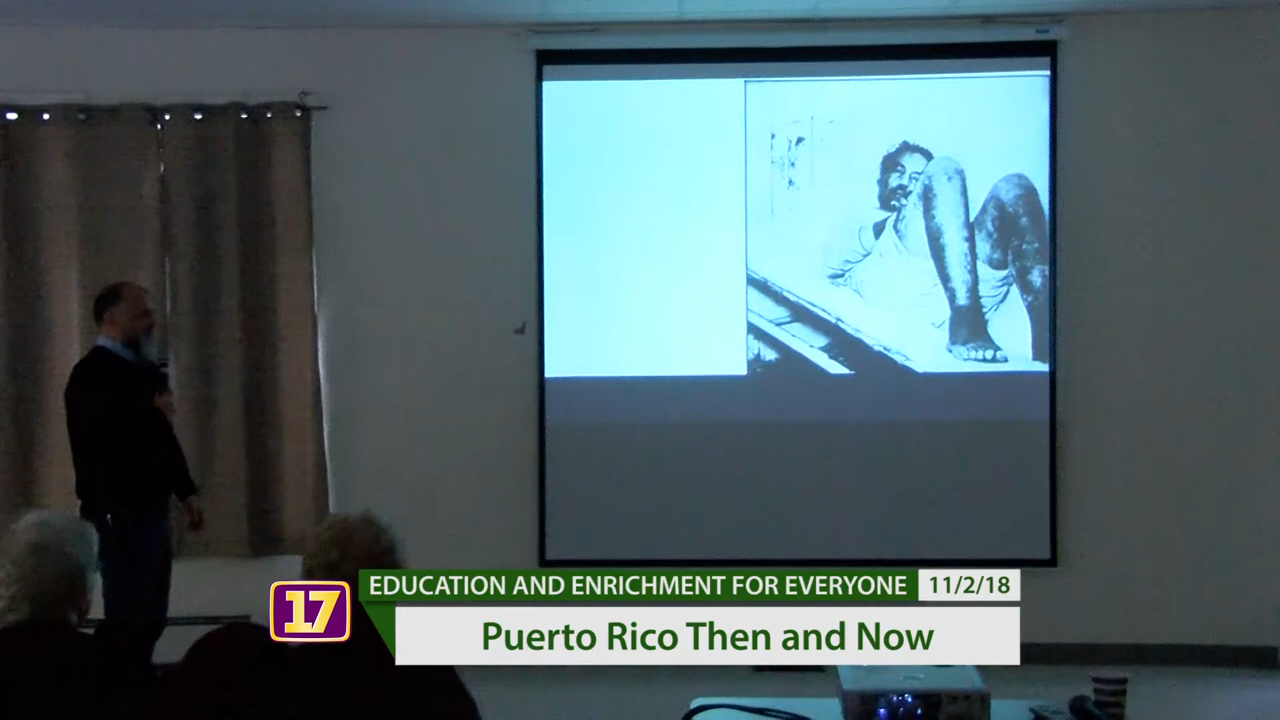 17
EDUCATION AND ENRICHMENT FOR EVERYONE 11/2/18
Puerto Rico Then and Now